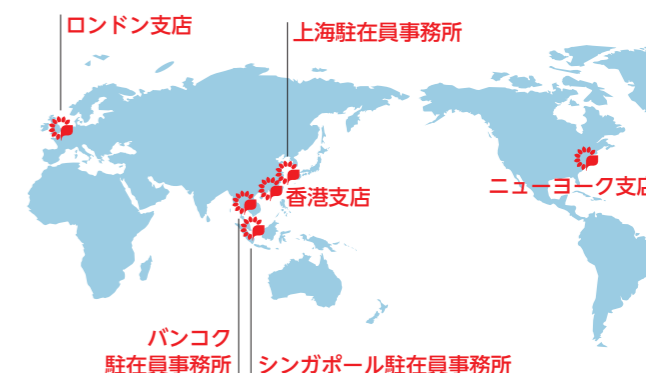 ロンドン支店
上海駐在員事務所
香港支店
ニューヨーク支店
バンコク
駐在員事務所
シンガポール駐在員事務所